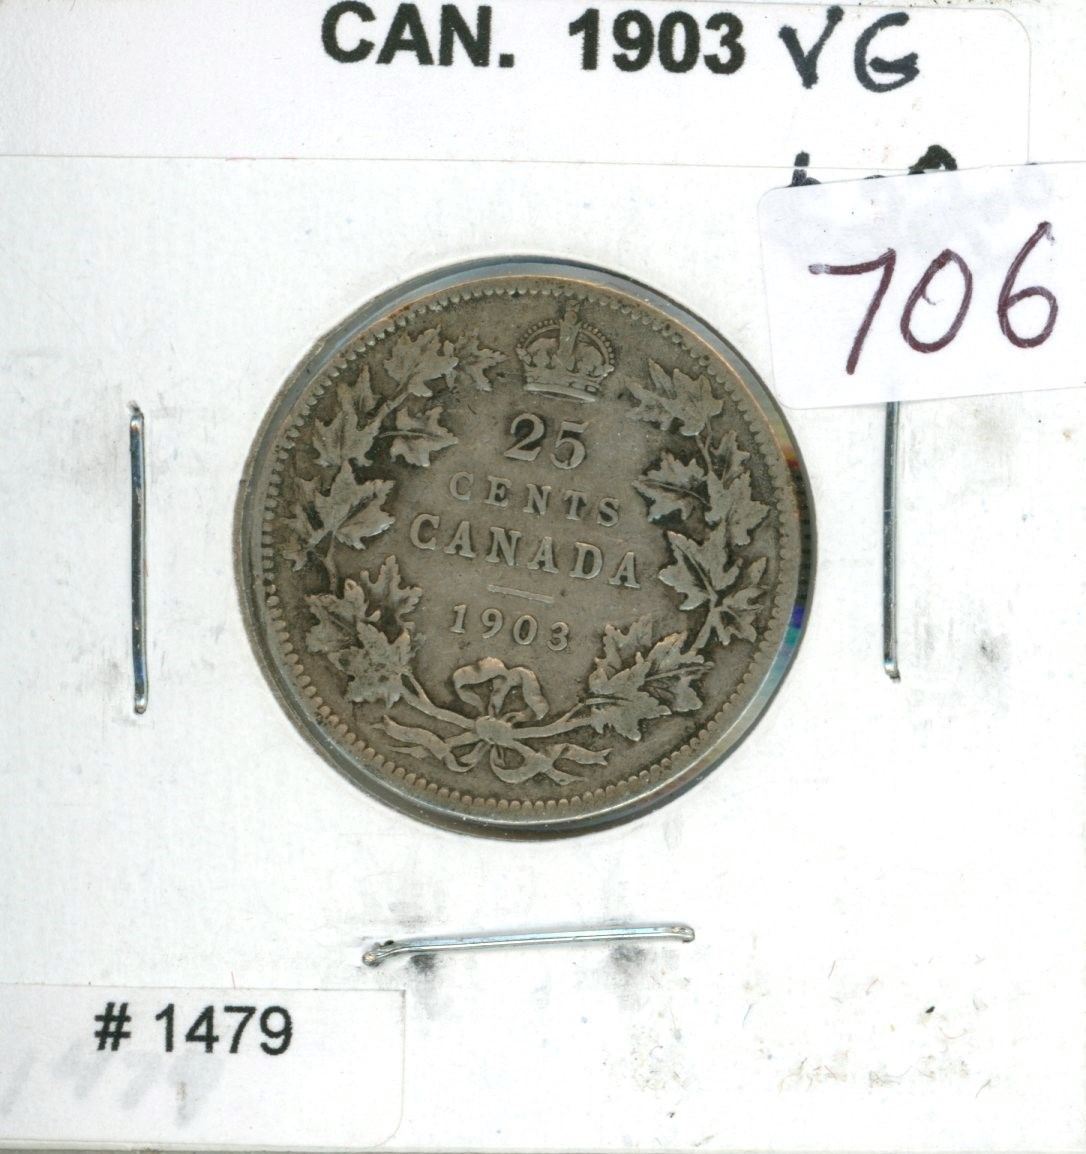 CAN. 1903 VG
706
25
CENTS
CANADA
1903
# 1479